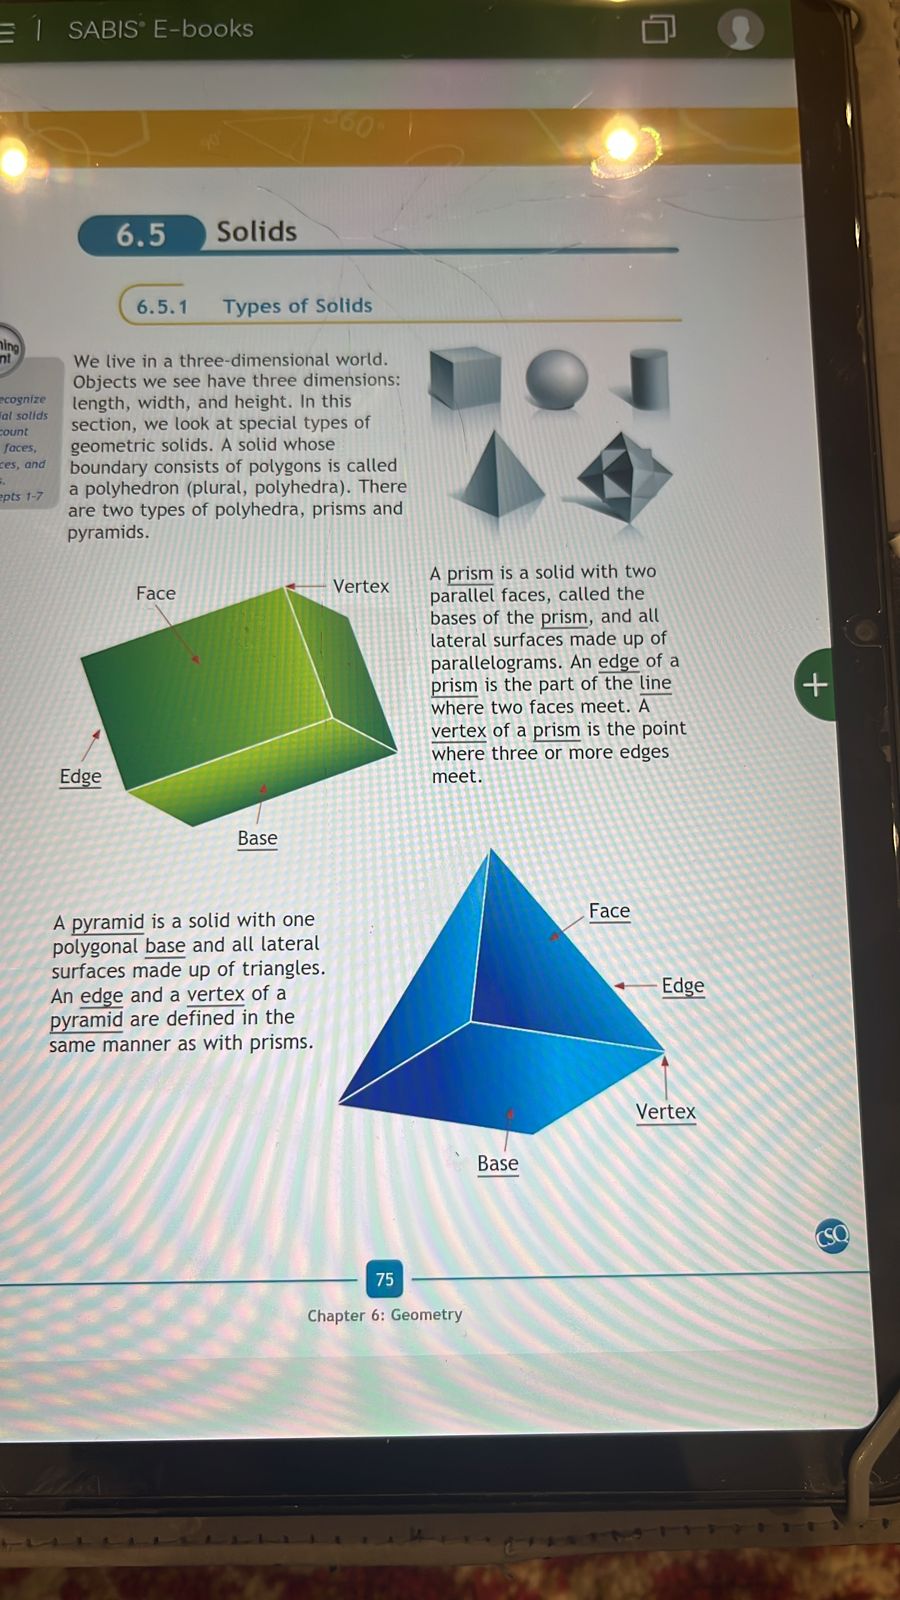 SABIS® E-books
360°
90°
6.5 Solids
6.5.1 Types of Solids
We live in a three-dimensional world.
Objects we see have three dimensions:
length, width, and height. In this
section, we look at special types of
geometric solids. A solid whose
boundary consists of polygons is called
a polyhedron (plural, polyhedra). There
are two types of polyhedra, prisms and
pyramids.
faces,
and
1-7
Face
Vertex
Edge
Base
A prism is a solid with two
parallel faces, called the
bases of the prism, and all
lateral surfaces made up of
parallelograms. An edge of a
prism is the part of the line
where two faces meet. A
vertex of a prism is the point
where three or more edges
meet.
A pyramid is a solid with one
polygonal base and all lateral
surfaces made up of triangles.
An edge and a vertex of a
pyramid are defined in the
same manner as with prisms.
Face
Edge
Vertex
Base
CSQ
75
Chapter 6: Geometry